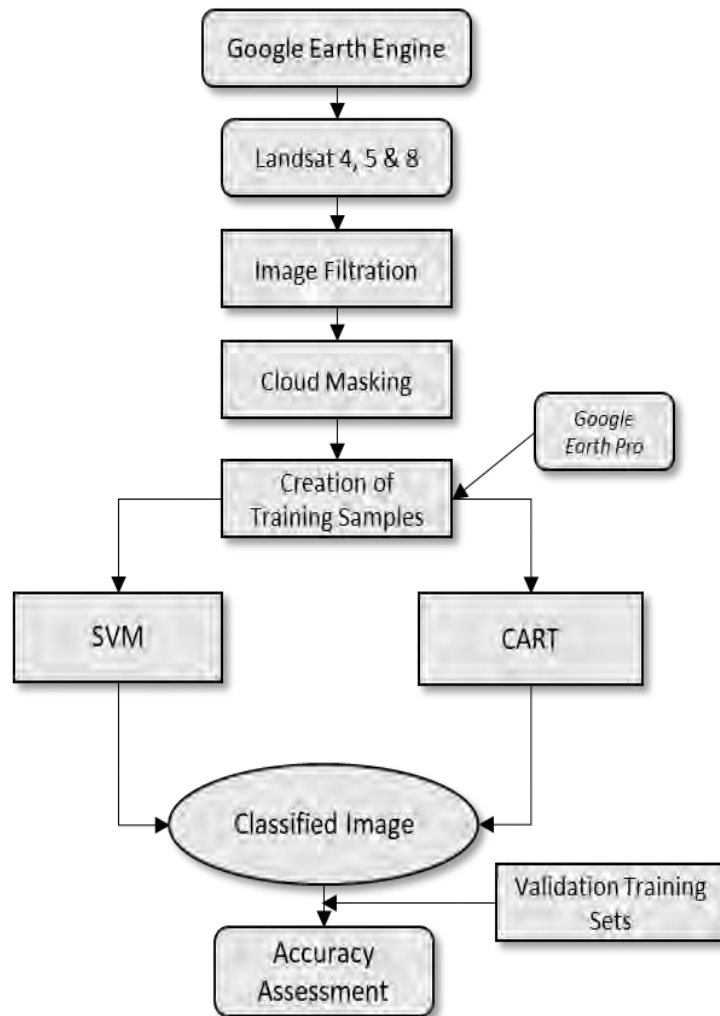 Google Earth Engine
Landsat 4, 5 & 8
Image Filtration
Cloud Masking
Google
Earth Pro
Creation of
Training Samples
SVM
CART
Classified Image
Validation Training
Sets
Accuracy
Assessment